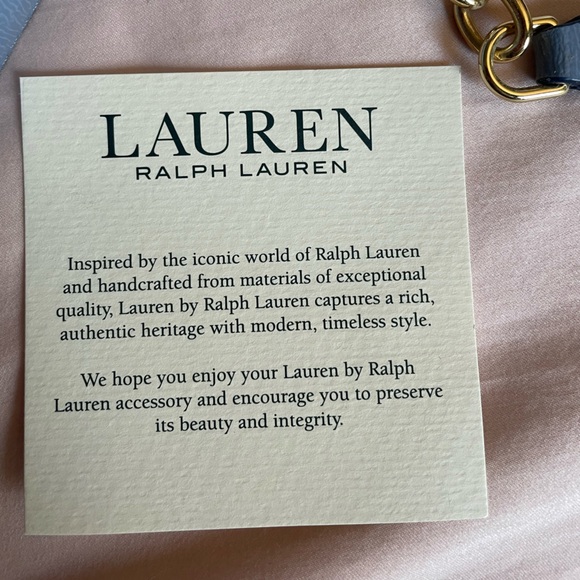 LAUREN
RALPH LAUREN
Inspired by the iconic world of Ralph Lauren
and handcrafted from materials of exceptional
quality, Lauren by Ralph Lauren captures a rich,
authentic heritage with modern, timeless style.
We hope you enjoy your Lauren by Ralph
Lauren accessory and encourage you to preserve
its beauty and integrity.